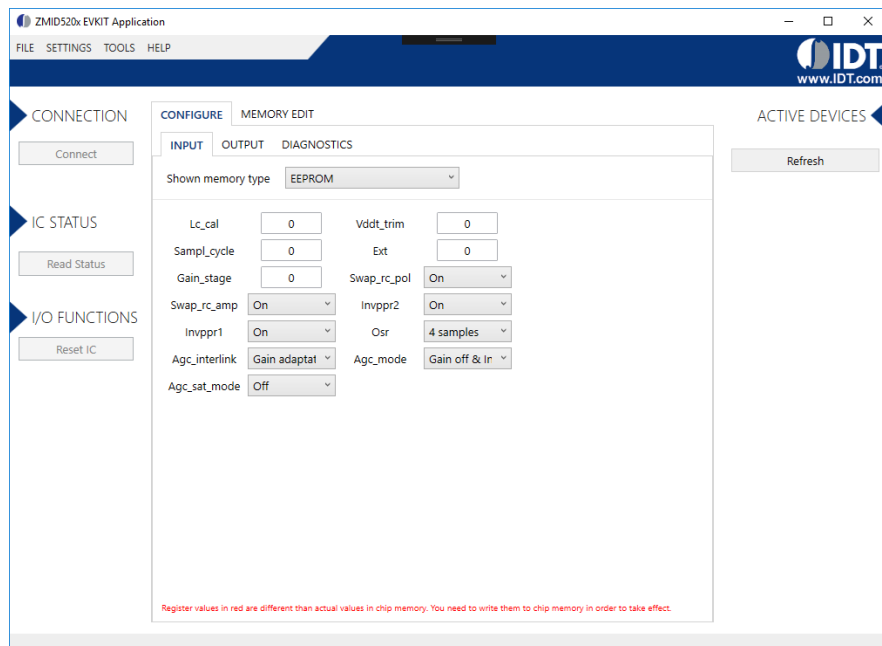 ZMID520x EVKIT Application
FILE SETTINGS TOOLS HELP
IDT.
www.IDT.com
CONNECTION
Connect
IC STATUS
Read Status
I/O FUNCTIONS
Reset IC
CONFIGURE MEMORY EDIT
INPUT OUTPUT DIAGNOSTICS
Shown memory type EEPROM
Lc_cal 0 Vddt_trim 0
Sampl_cycle 0 Ext 0
Gain_stage 0 Swap_rc_pol On
Swap_rc_amp On Invppr2 On
Invppr1 On Osr 4 samples
Agc_interlink Gain adaptat Agc_mode Gain off & Ir
Agc_sat_mode Off
Register values in red are different than actual values in chip memory. You need to write them to chip memory in order to take effect.
ACTIVE DEVICES
Refresh